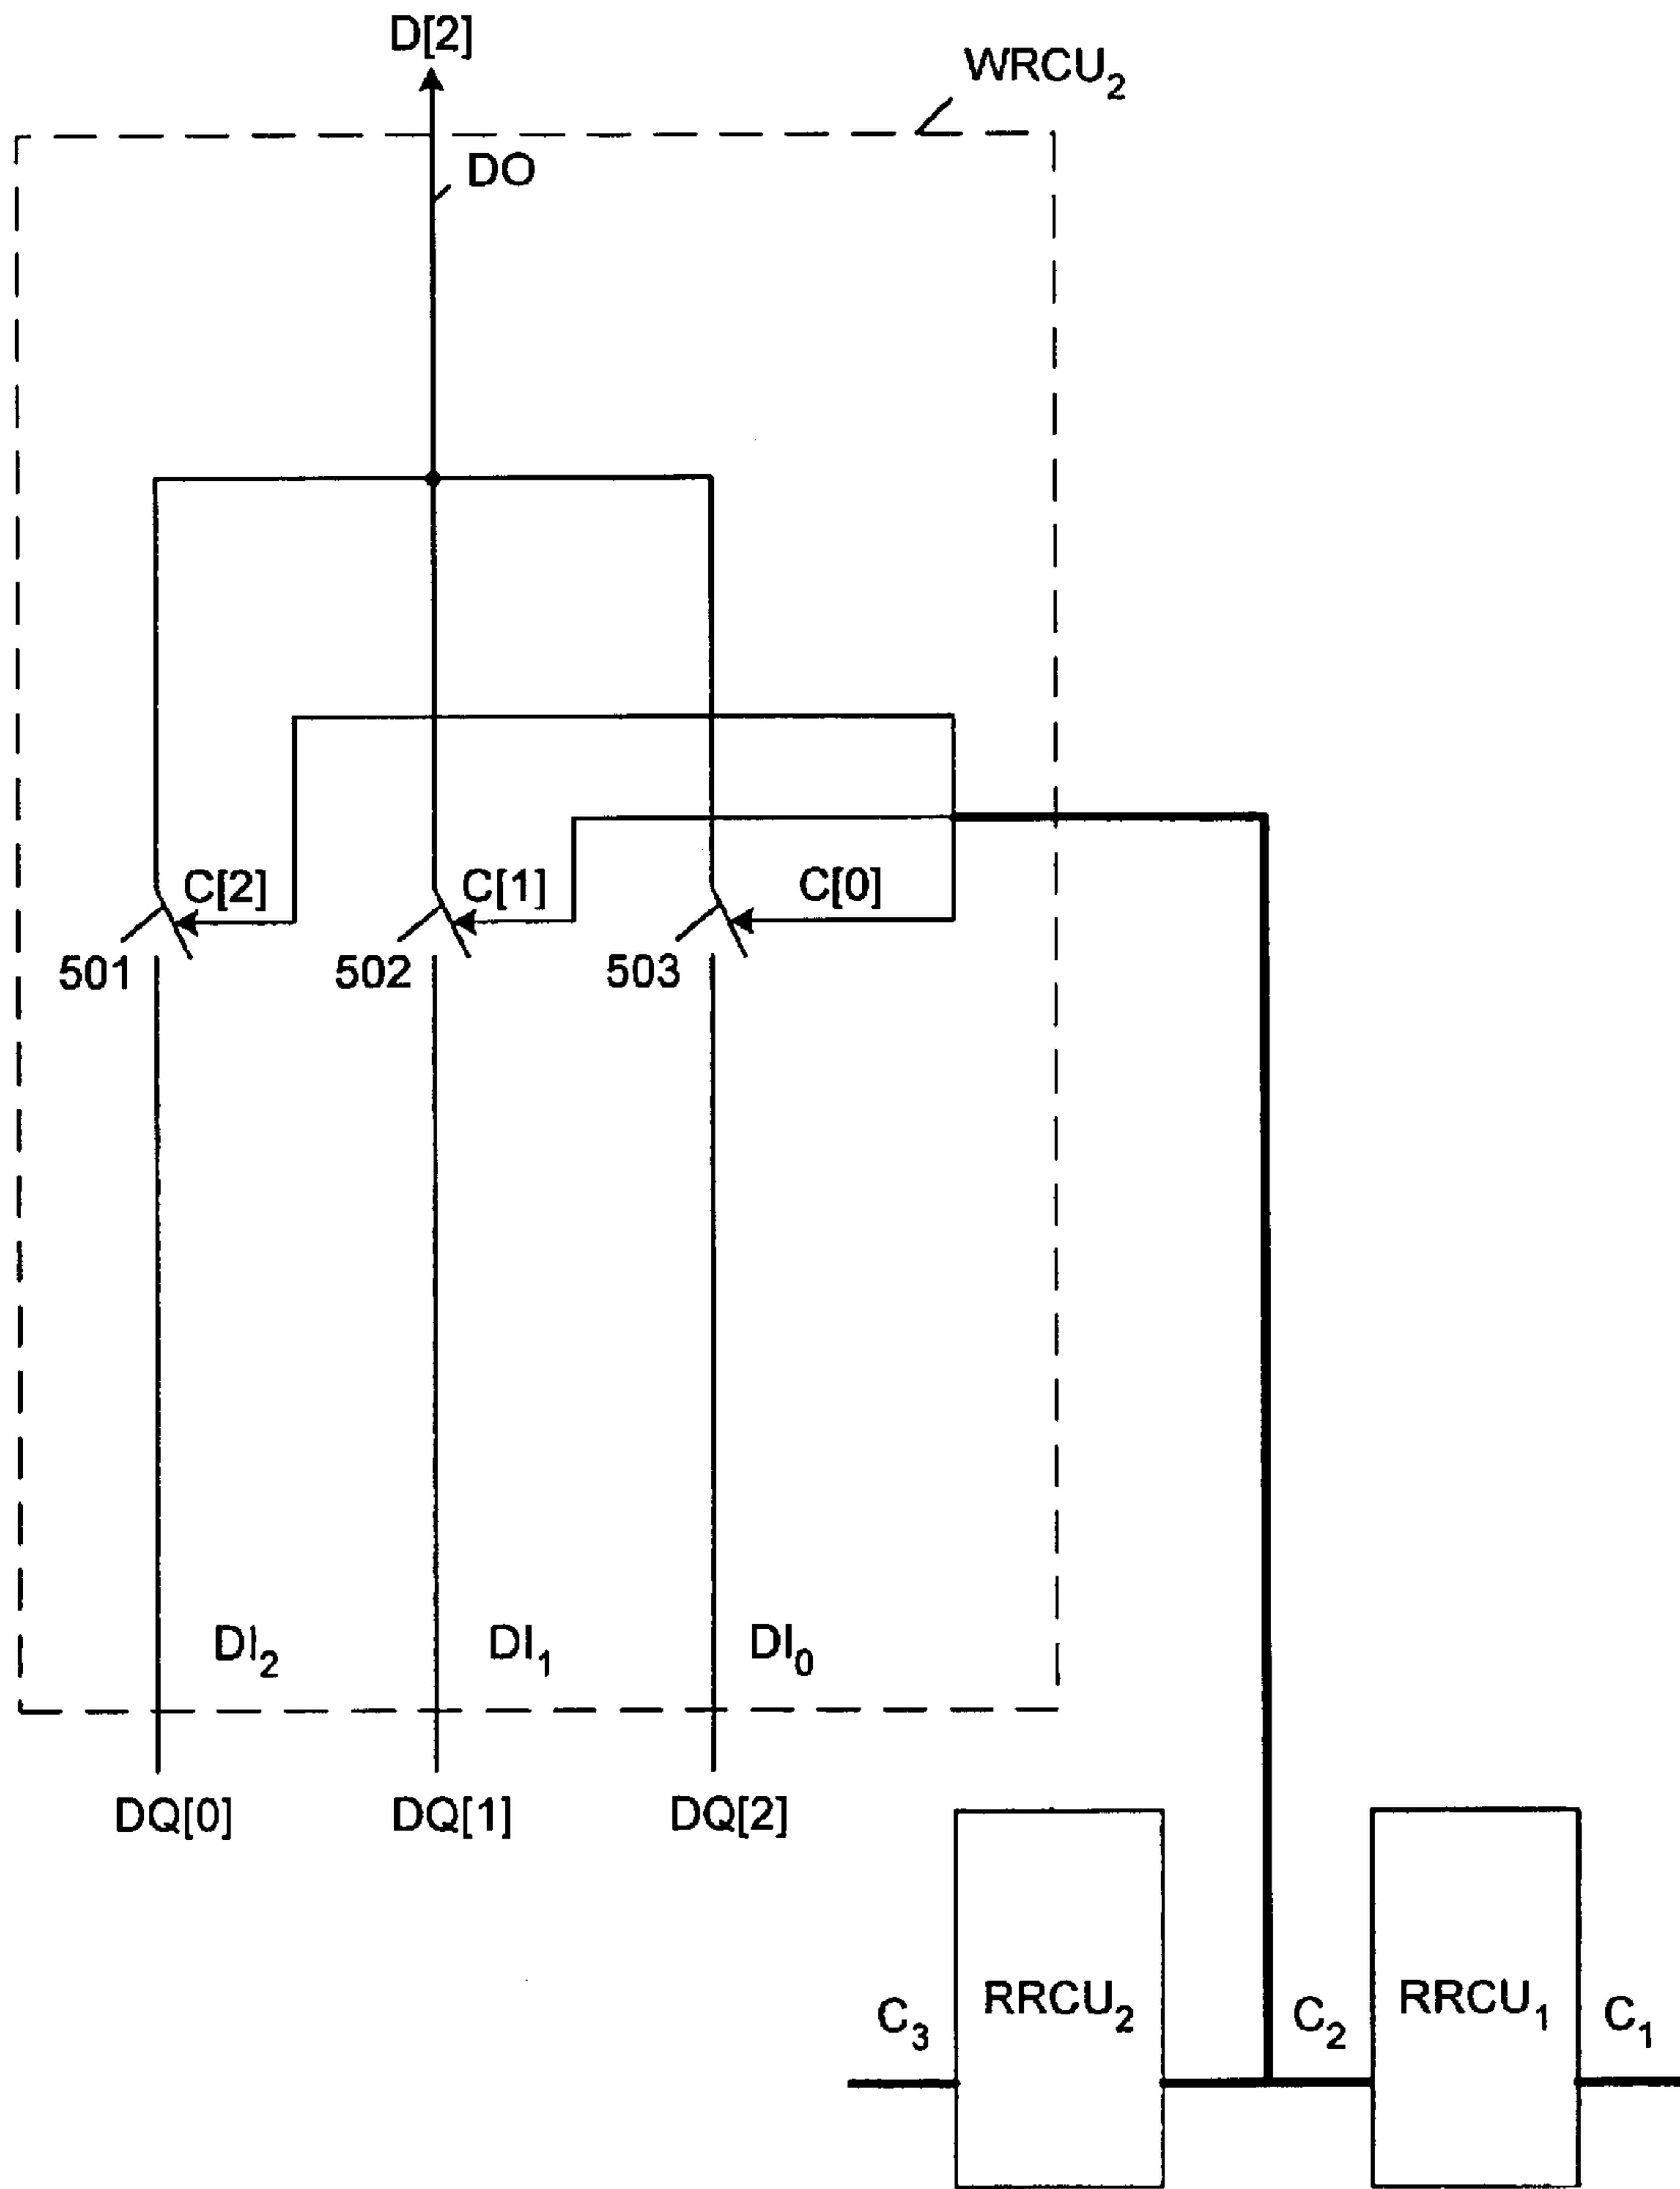 D[2]
WRCU₂
DO
C[2] C[1] C[0]
501 502 503
DI₂ DI₁ DI₀
DQ[0] DQ[1] DQ[2]
RRCU₂ RRCU₁
C₃ C₂ C₁